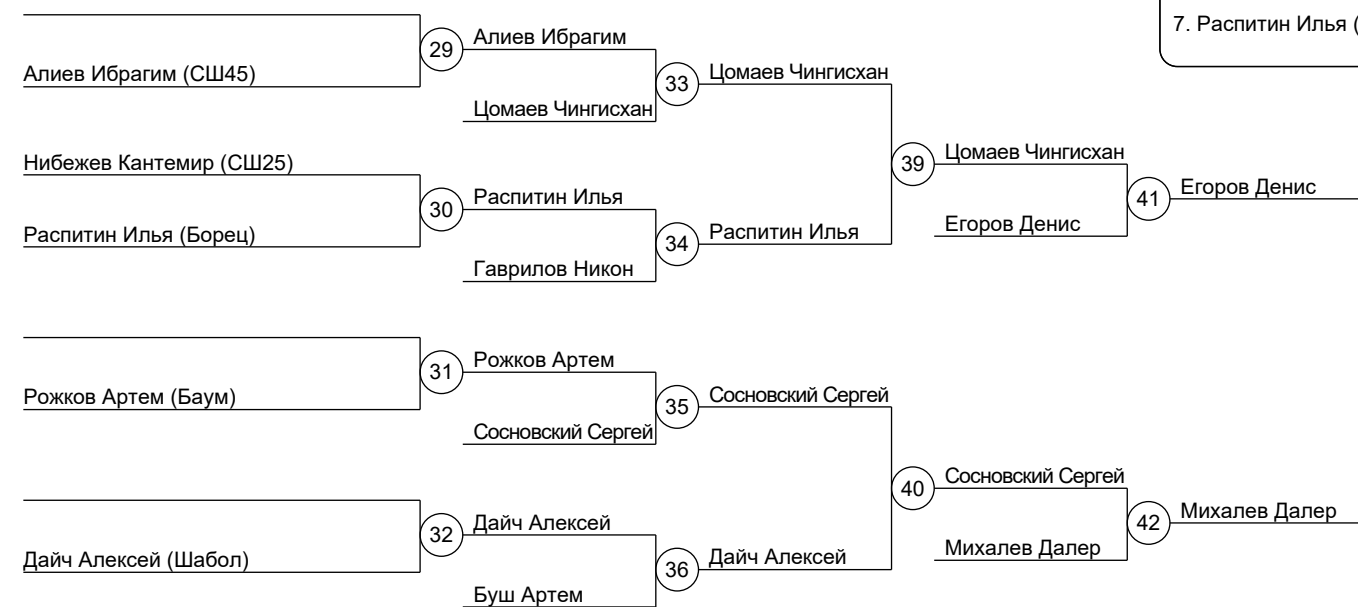 7. Распитин Илья (
Алиев Ибрагим
29
Алиев Ибрагим (СШ45)
Цомаев Чингисхан
33
Цомаев Чингисхан
Нибежев Кантемир (СШ25)
Цомаев Чингисхан
39
Распитин Илья
30
Егоров Денис
41
Распитин Илья (Борец)
Распитин Илья
34
Егоров Денис
Гаврилов Никон
Рожков Артем
31
Рожков Артем (Баум)
Сосновский Сергей
35
Сосновский Сергей
Сосновский Сергей
40
Дайч Алексей
32
Михалев Далер
42
Дайч Алексей (Шабол)
Дайч Алексей
36
Михалев Далер
Буш Артем